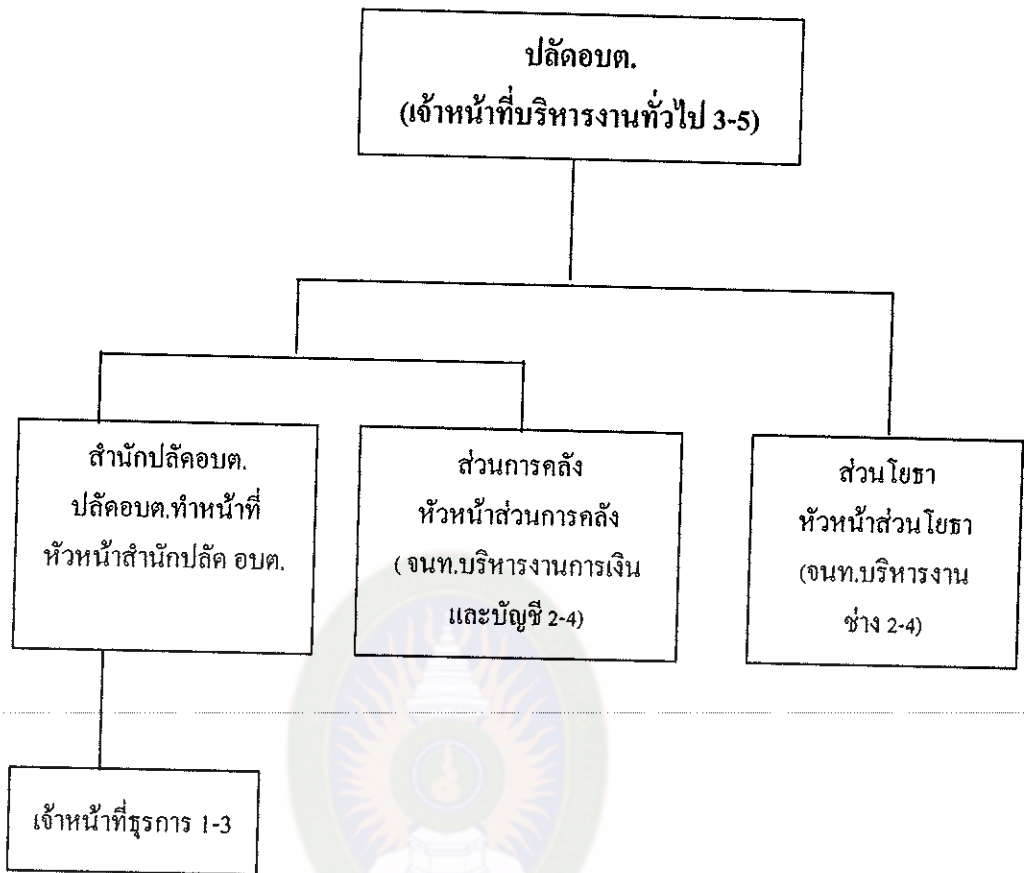 ปลัดอบต.
(เจ้าหน้าที่บริหารงานทั่วไป 3-5)
สำนักปลัดอบต.
ปลัดอบต.ทำหน้าที่
หัวหน้าสำนักปลัด อบต.
ส่วนการคลัง
หัวหน้าส่วนการคลัง
( จนท.บริหารงานการเงิน
และบัญชี 2-4)
ส่วนโยธา
หัวหน้าส่วนโยธา
(จนท.บริหารงาน
ช่าง 2-4)
เจ้าหน้าที่ธุรการ 1-3